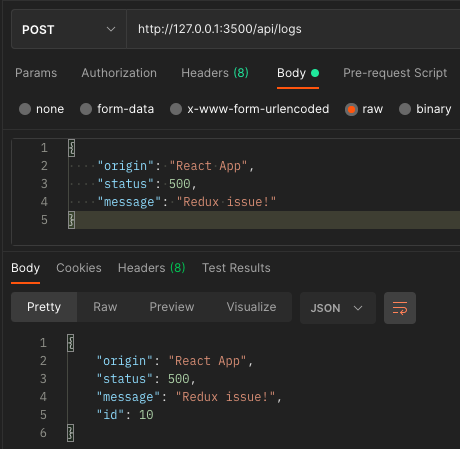 POST http://127.0.0.1:3500/api/logs
Params Authorization Headers (8) Body Pre-request Script
none form-data x-www-form-urlencoded raw binary
1 {
2 "origin": "React App",
3 "status": 500,
4 "message": "Redux issue!"
5 }
Body Cookies Headers (8) Test Results
Pretty Raw Preview Visualize JSON
1 {
2 "origin": "React App",
3 "status": 500,
4 "message": "Redux issue!",
5 "id": 10
6 }